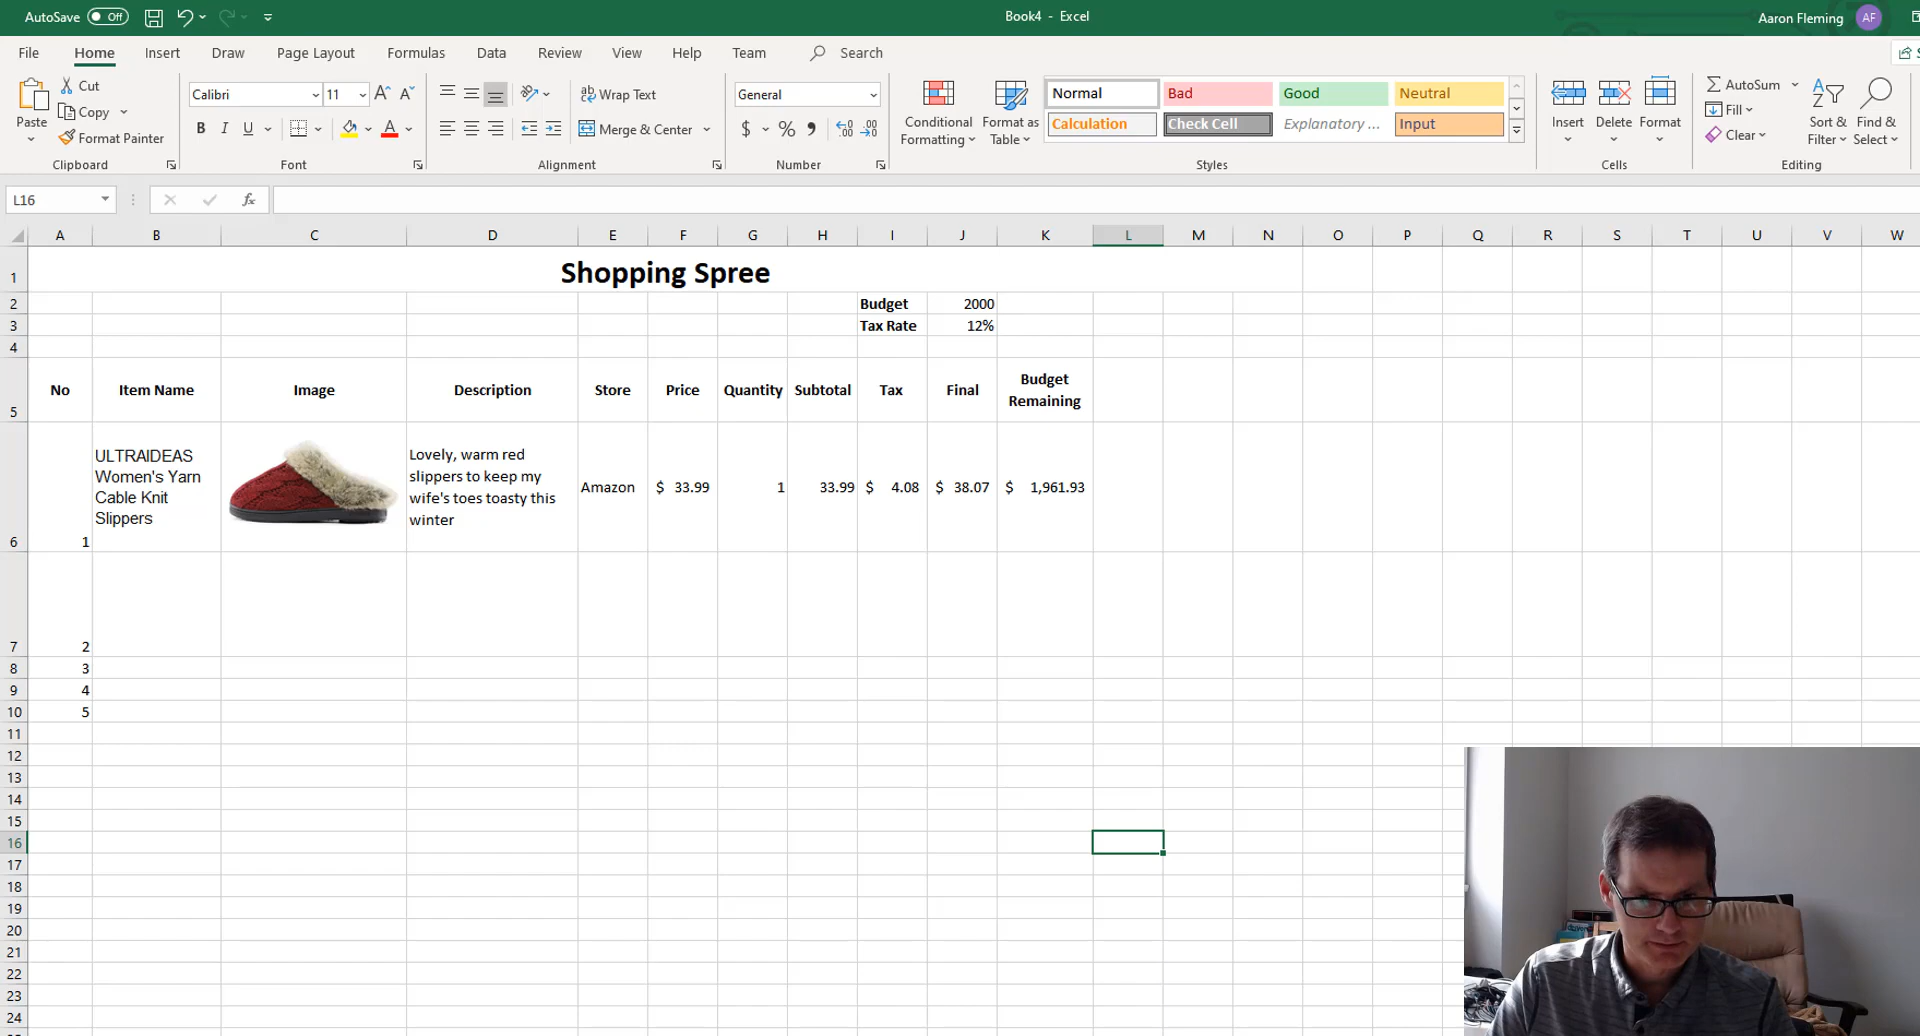 AutoSave Off
Book4 - Excel
Aaron Fleming AF
File Home Insert Draw Page Layout Formulas Data Review View Help Team Search
Paste
Cut
Copy
Format Painter
Clipboard
Calibri 11
B I U
Font
Wrap Text
Merge & Center
Alignment
General
$ % ,
Number
Conditional Formatting
Format as Table
Normal Bad Good Neutral
Calculation Check Cell Explanatory ... Input
Styles
Insert Delete Format
Cells
AutoSum
Fill
Clear
Sort & Filter
Find & Select
Editing
L16 fx
A B C D E F G H I J K L M N O P Q R S T U V W
1 Shopping Spree
2 Budget 2000
3 Tax Rate 12%
4
5 No Item Name Image Description Store Price Quantity Subtotal Tax Final Budget Remaining
6 1
ULTRAIDEAS
Women's Yarn
Cable Knit
Slippers
Lovely, warm red
slippers to keep my
wife's toes toasty this
winter
Amazon $ 33.99 1 33.99 $ 4.08 $ 38.07 $ 1,961.93
7 2
8 3
9 4
10 5
11
12
13
14
15
16
17
18
19
20
21
22
23
24